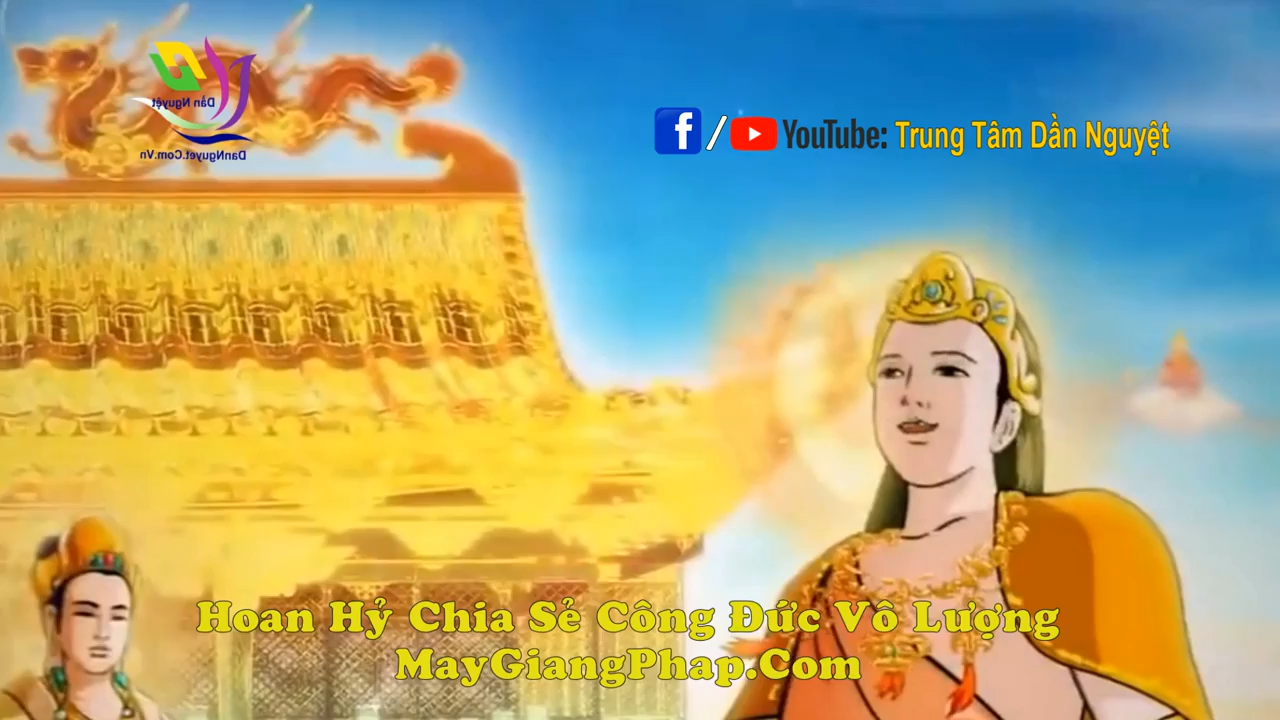 Dần Nguyệt
DanNguyet.Com.Vn
f/ YouTube: Trung Tâm Dần Nguyệt
Hoan Hỷ Chia Sẻ Công Đức Vô Lượng
MayGiangPhap.Com